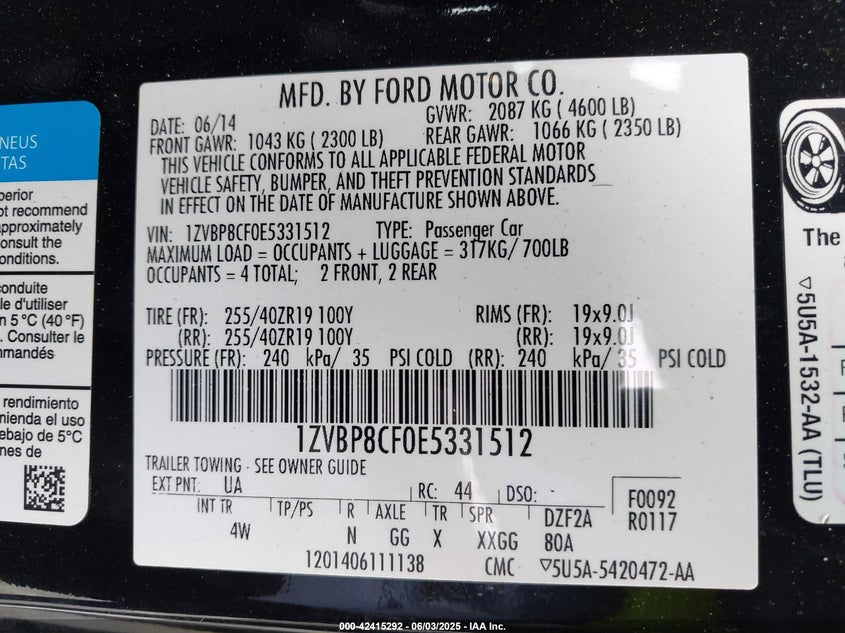 MFD. BY FORD MOTOR CO.
DATE: 06/14 GVWR: 2087 KG ( 4600 LB)
FRONT GAWR: 1043 KG ( 2300 LB) REAR GAWR: 1066 KG ( 2350 LB)
THIS VEHICLE CONFORMS TO ALL APPLICABLE FEDERAL MOTOR
VEHICLE SAFETY, BUMPER, AND THEFT PREVENTION STANDARDS
IN EFFECT ON THE DATE OF MANUFACTURE SHOWN ABOVE.
VIN: 1ZVBP8CF0E5331512 TYPE: Passenger Car
MAXIMUM LOAD = OCCUPANTS + LUGGAGE = 317KG/ 700LB
OCCUPANTS = 4 TOTAL; 2 FRONT, 2 REAR
TIRE (FR): 255/40ZR19 100Y RIMS (FR): 19x9.0J
(RR): 255/40ZR19 100Y (RR): 19x9.0J
PRESSURE (FR): 240 kPa/ 35 PSI COLD (RR): 240 kPa/ 35 PSI COLD
1ZVBP8CF0E5331512
TRAILER TOWING - SEE OWNER GUIDE
EXT PNT: UA RC: 44 DSO: - F0092
INT TR TP/PS R AXLE TR SPR DZF2A R0117
4W N GG X XXGG 80A
1201406111138 CMC ▽5U5A-5420472-AA
NEUS
TAS
perior
ot recommend
approximately
onsult the
onditions.
conduite
le d'utiliser
n 5 °C (40 °F)
. Consulter le
mmandés
rendimiento
nienda el uso
ebajo de 5°C
nes de
The
▽5U5A-1532-AA (TLU)
000-42415292 - 06/03/2025 - IAA Inc.